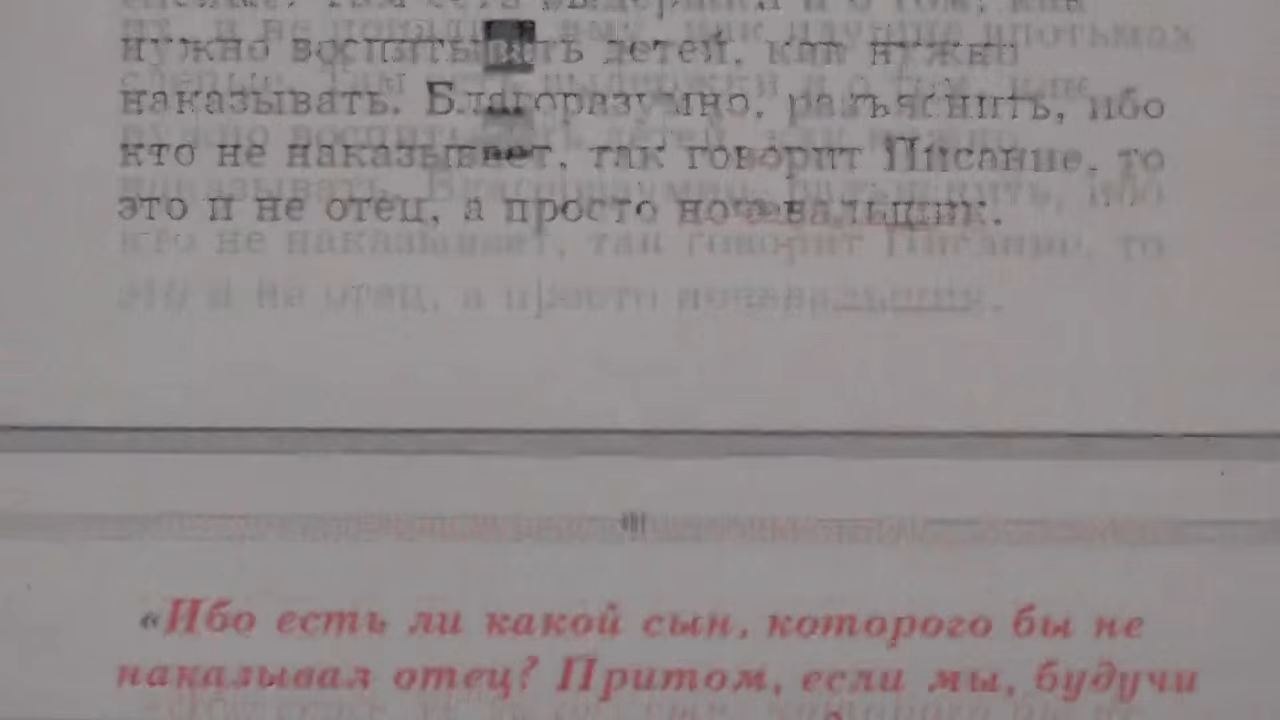 нужно воспитывать детей, как нужно
наказывать. Благоразумно, разъяснить, ибо
кто не наказывает, так говорит Писание, то
это и не отец, а просто ночевальщик.
«Ибо есть ли какой сын, которого бы не
наказывал отец? Притом, если мы, будучи